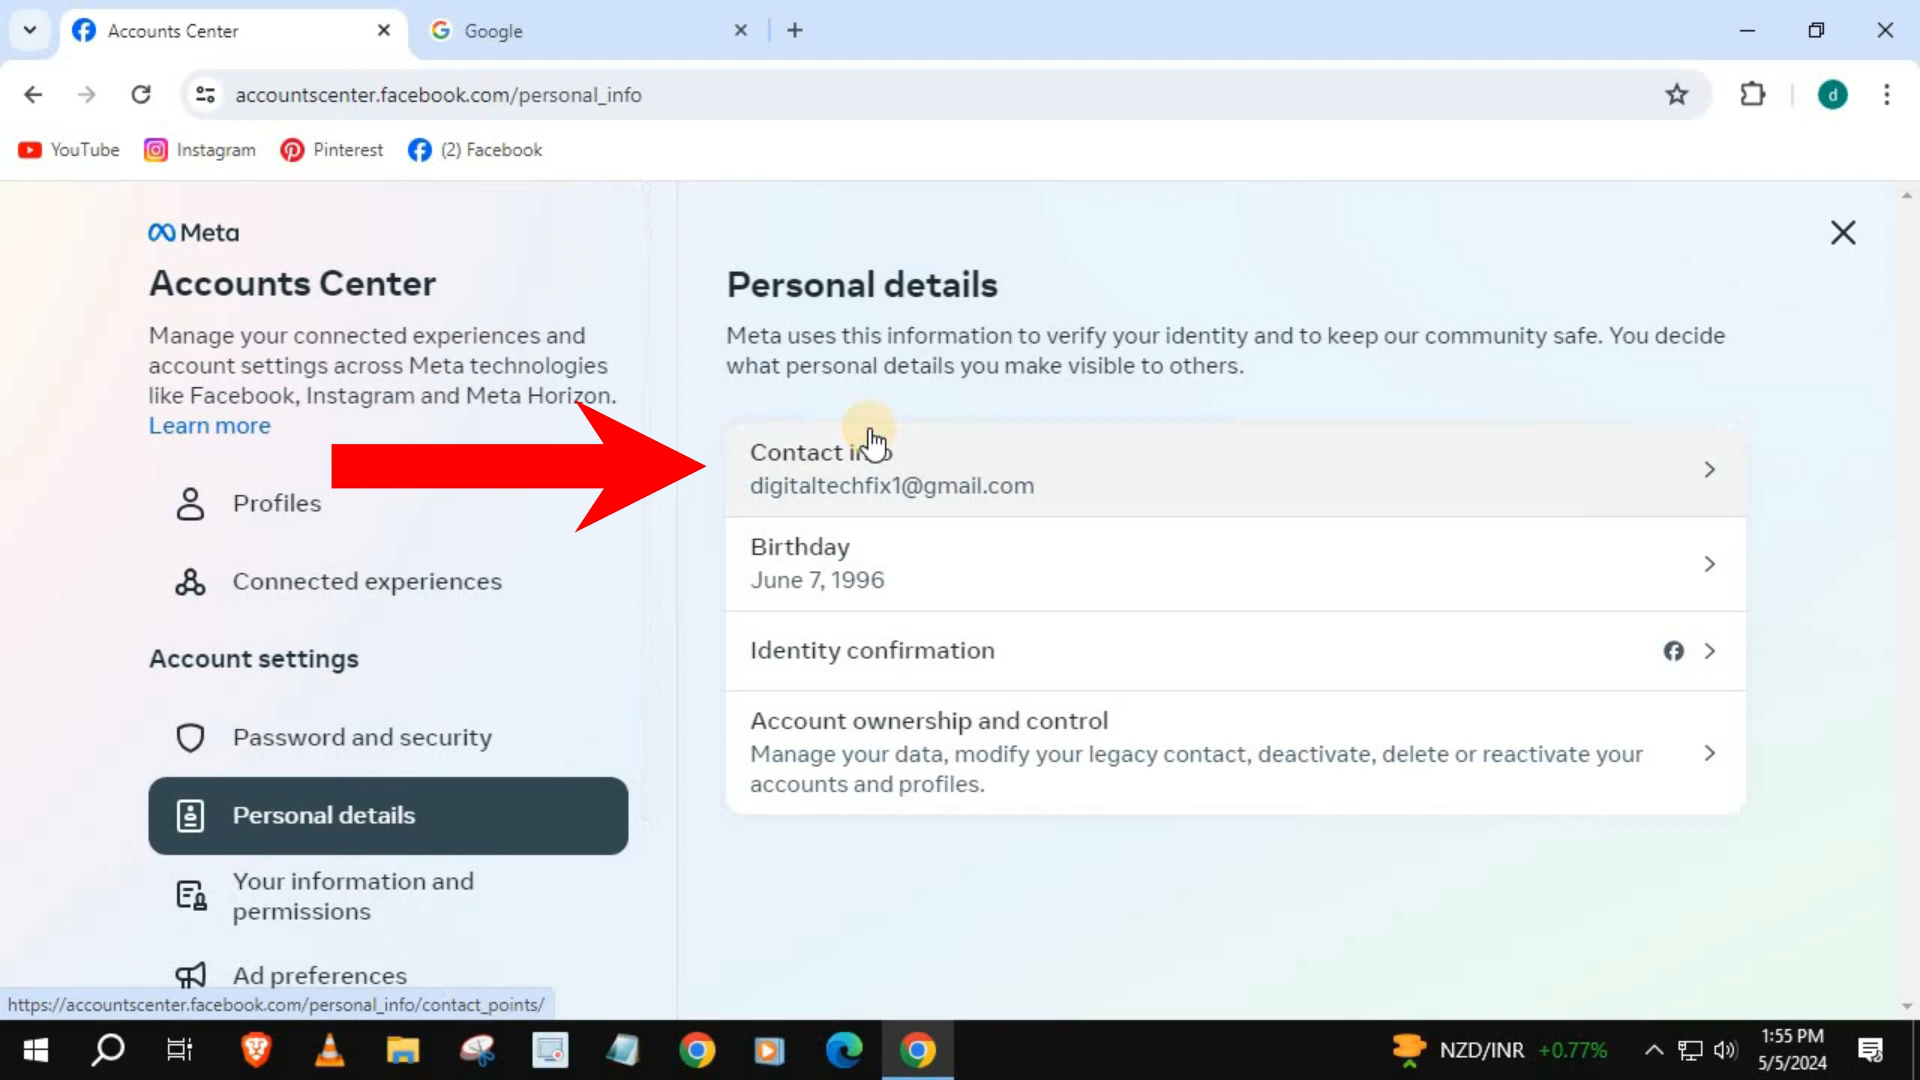 Accounts Center
Google
accountscenter.facebook.com/personal_info
d
YouTube
Instagram
Pinterest
(2) Facebook
Meta
Accounts Center
Manage your connected experiences and
account settings across Meta technologies
like Facebook, Instagram and Meta Horizon.
Learn more
Profiles
Connected experiences
Account settings
Password and security
Personal details
Your information and
permissions
Ad preferences
Personal details
Meta uses this information to verify your identity and to keep our community safe. You decide
what personal details you make visible to others.
Contact info
digitaltechfix1@gmail.com
Birthday
June 7, 1996
Identity confirmation
Account ownership and control
Manage your data, modify your legacy contact, deactivate, delete or reactivate your
accounts and profiles.
https://accountscenter.facebook.com/personal_info/contact_points/
NZD/INR +0.77%
1:55 PM
5/5/2024